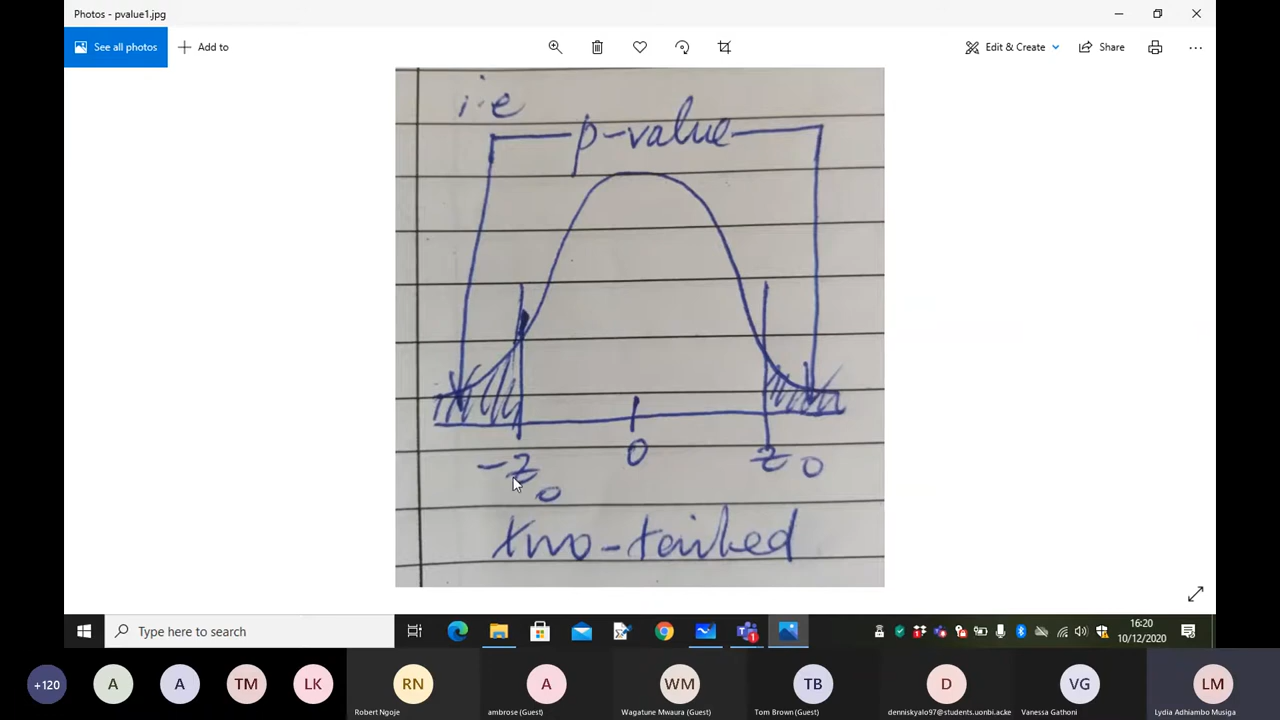 Photos - pvalue1.jpg
See all photos
Add to
Edit & Create
Share
i.e
p-value
-z0
0
z0
two-tailed
Type here to search
16:20
10/12/2020
1
+120
A
A
TM
LK
RN
A
WM
TB
D
VG
LM
Robert Ngoje
ambrose (Guest)
Wagatune Mwaura (Guest)
Tom Brown (Guest)
denniskyalo97@students.uonbi.ac.ke
Vanessa Gathoni
Lydia Adhiambo Musiga